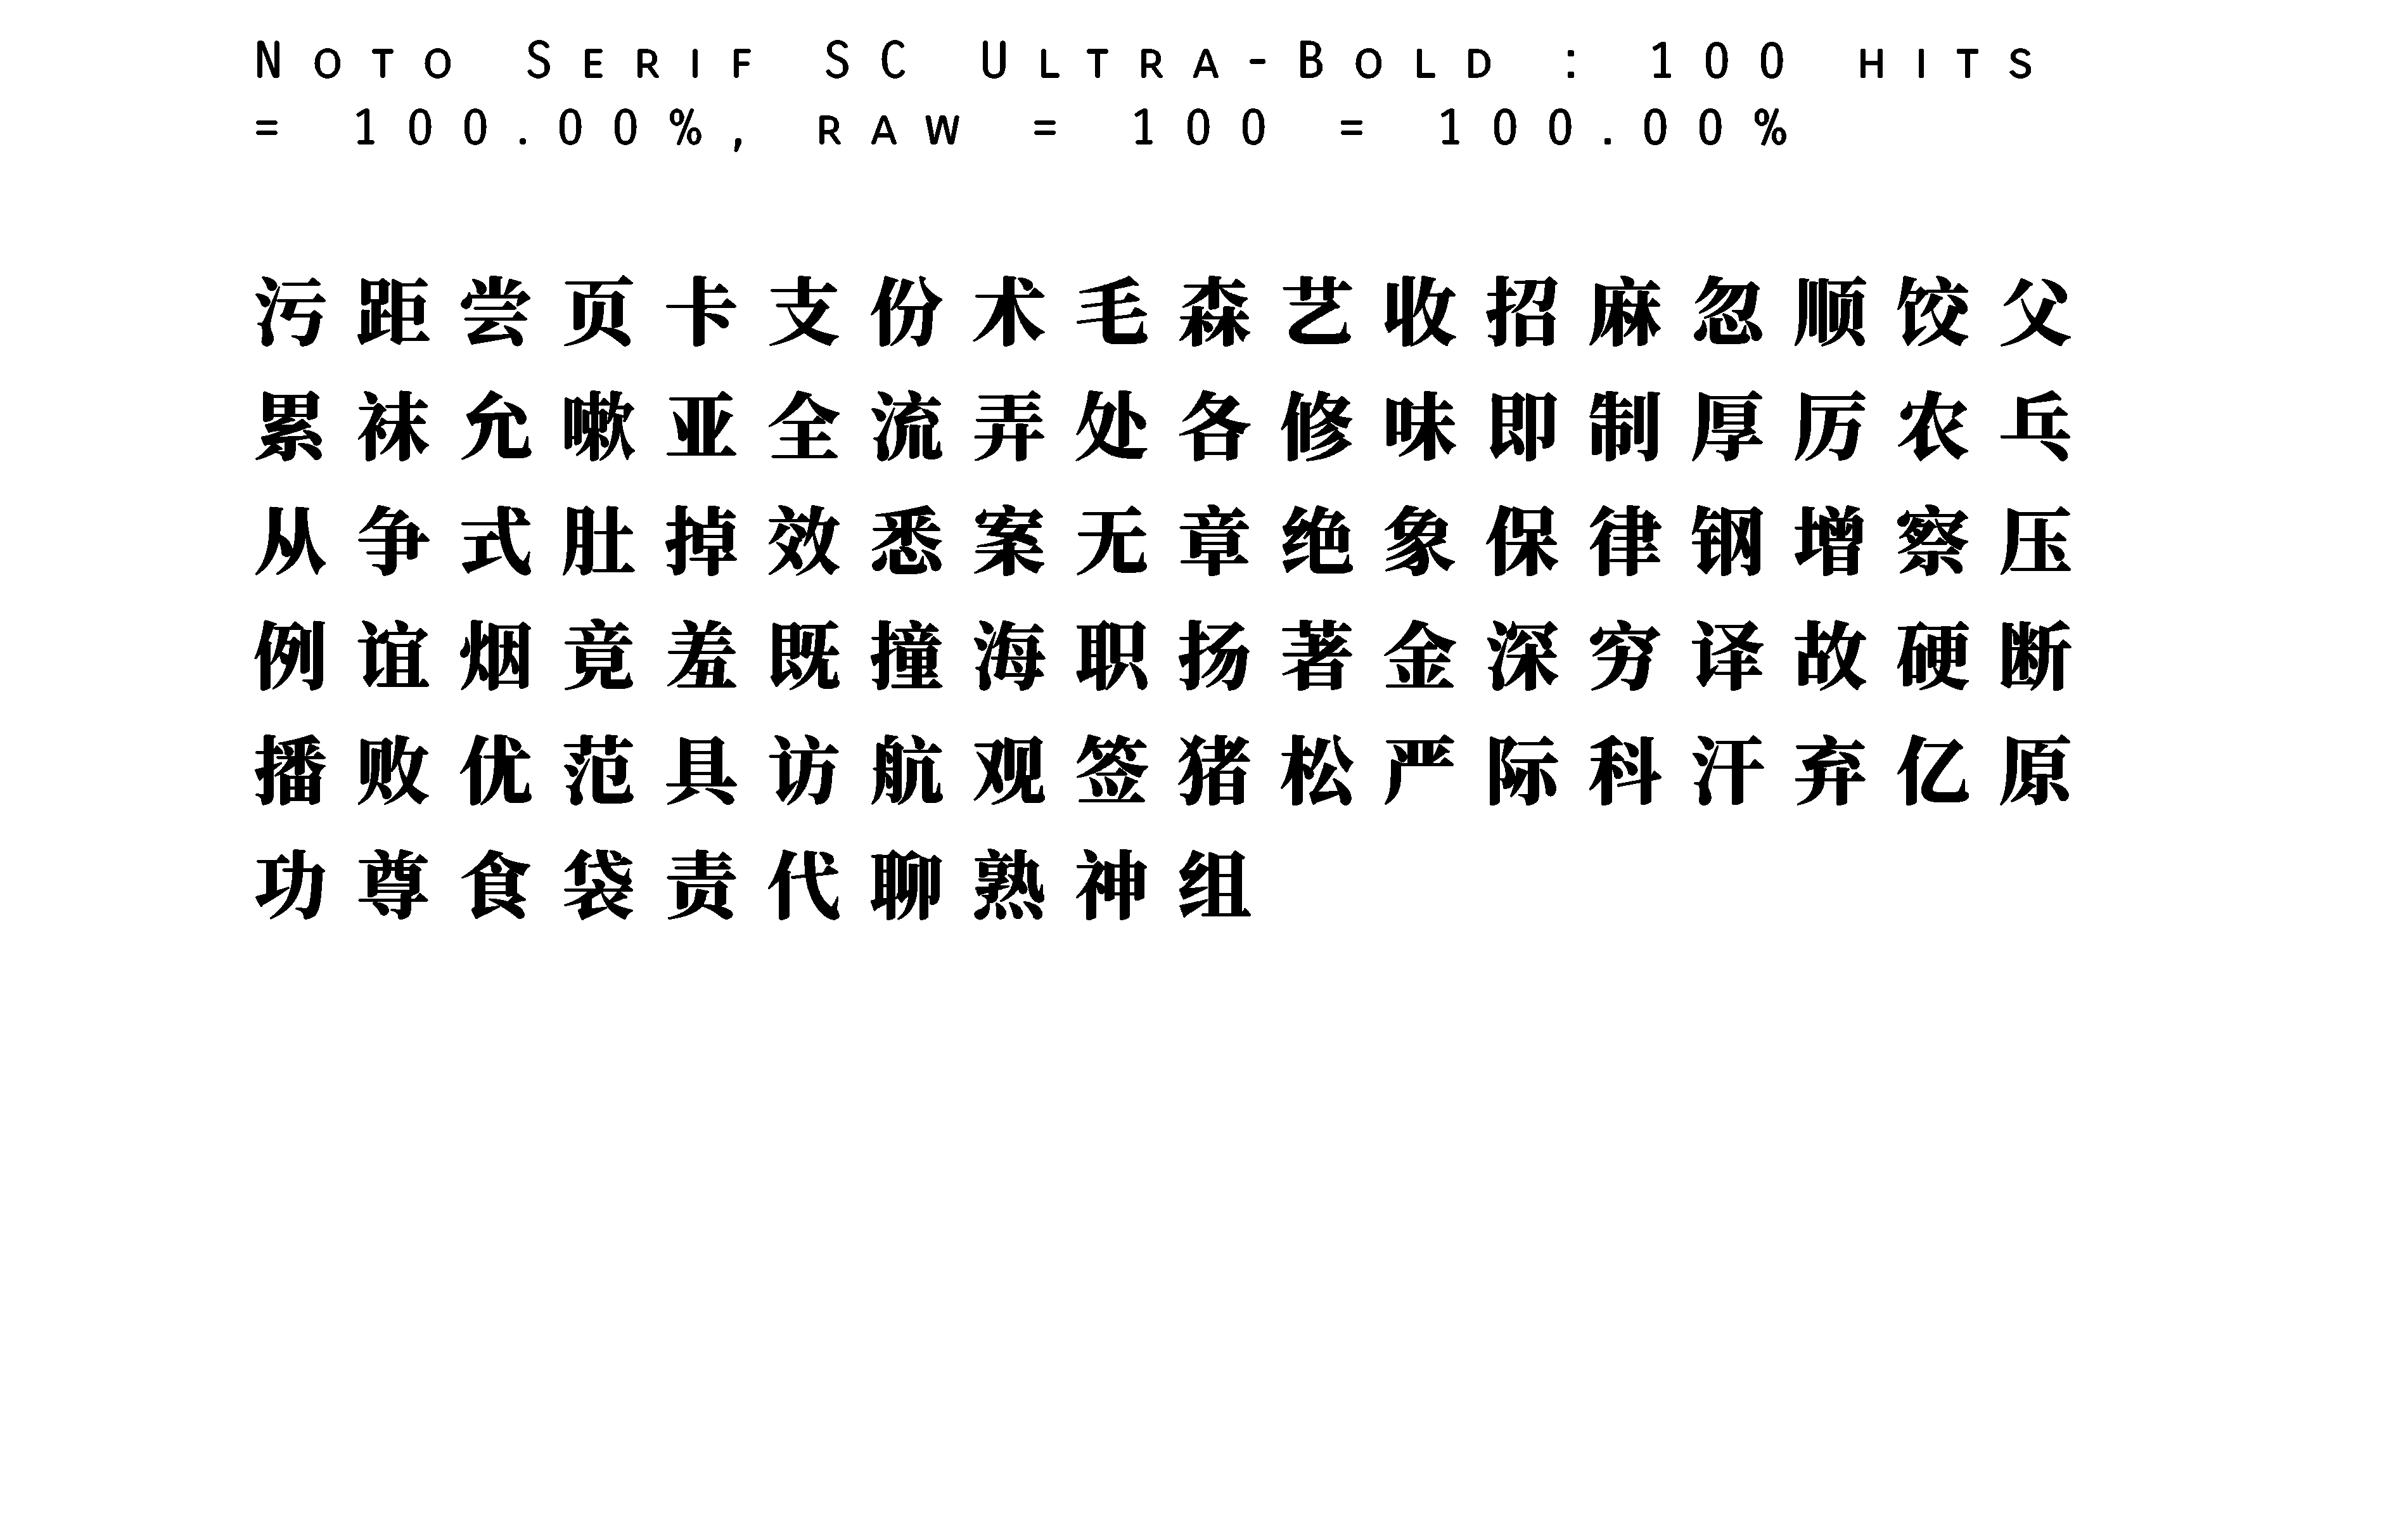 Noto Serif SC Ultra-Bold : 100 hits
= 100.00%, raw = 100 = 100.00%
污距尝页卡支份术毛森艺收招麻忽顺饺父
累袜允嗽亚全流弄处各修味即制厚厉农乓
从争式肚掉效悉案无章绝象保律钢增察压
例谊烟竟羞既撞海职扬著金深穷译故硬断
播败优范具访航观签猪松严际科汗弃亿原
功尊食袋责代聊熟神组